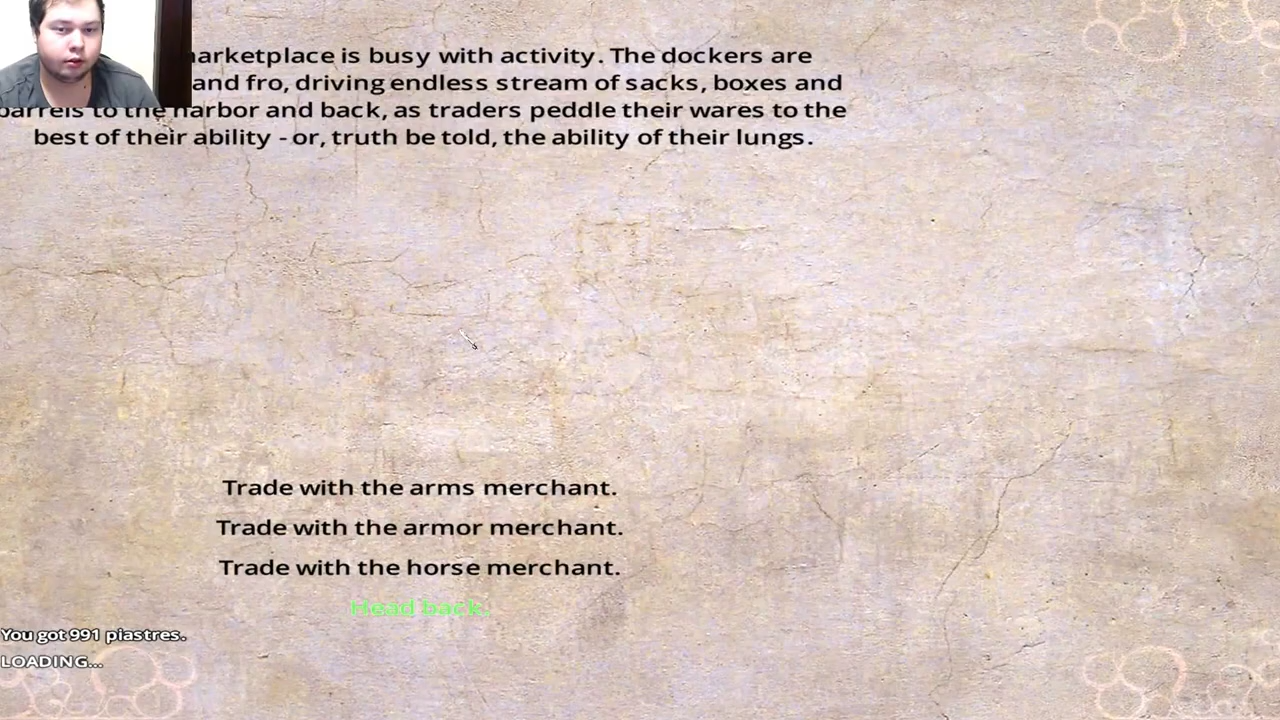 marketplace is busy with activity. The dockers are
and fro, driving endless stream of sacks, boxes and
barrels to the harbor and back, as traders peddle their wares to the
best of their ability - or, truth be told, the ability of their lungs.
Trade with the arms merchant.
Trade with the armor merchant.
Trade with the horse merchant.
Head back.
You got 991 piastres.
LOADING...